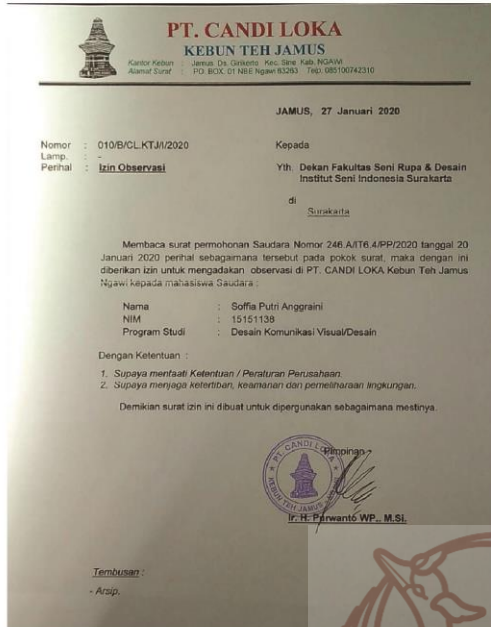 PT. CANDI LOKA
KEBUN TEH JAMUS
Kantor Kebun : Jamus Ds. Girikerto Kec. Sine Kab. NGAWI
Alamat Surat : PO. BOX. 01 NBE Ngawi 63263 Telp. 085100742310
JAMUS, 27 Januari 2020
Nomor : 010/B/CL.KTJ/I/2020
Lamp. : -
Perihal : Izin Observasi
Kepada
Yth. Dekan Fakultas Seni Rupa & Desain
Institut Seni Indonesia Surakarta
di
Surakarta
Membaca surat permohonan Saudara Nomor 246.A/IT6.4/PP/2020 tanggal 20
Januari 2020 perihal sebagaimana tersebut pada pokok surat, maka dengan ini
diberikan izin untuk mengadakan observasi di PT. CANDI LOKA Kebun Teh Jamus
Ngawi kepada mahasiswa Saudara :
Nama : Soffia Putri Anggraini
NIM : 15151138
Program Studi : Desain Komunikasi Visual/Desain
Dengan Ketentuan :
1. Supaya mentaati Ketentuan / Peraturan Perusahaan.
2. Supaya menjaga ketertiban, keamanan dan pemeliharaan lingkungan.
Demikian surat izin ini dibuat untuk dipergunakan sebagaimana mestinya.
Pimpinan
PT. CANDI LOKA
KEBUN TEH JAMUS
Ir. H. Purwanto WP., M.Si.
Tembusan :
- Arsip.